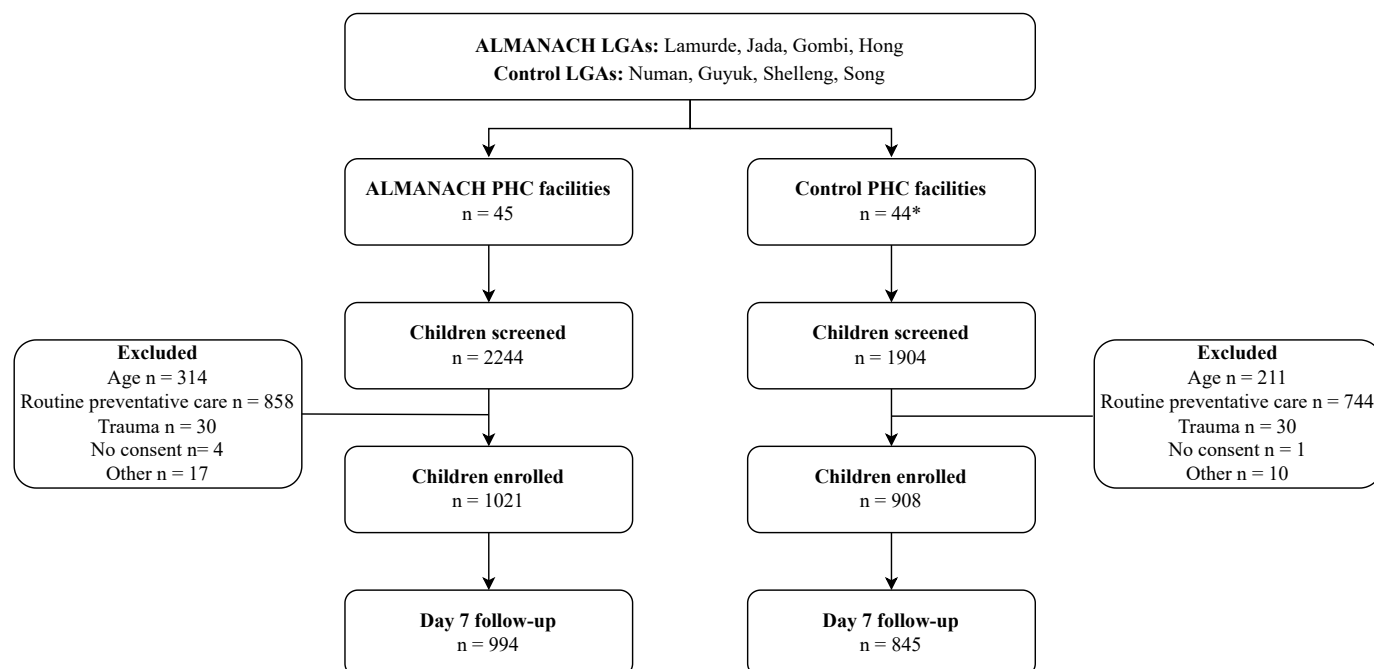 ALMANACH LGAs: Lamurde, Jada, Gombi, Hong
Control LGAs: Numan, Guyuk, Shelleng, Song
ALMANACH PHC facilities
n = 45
Control PHC facilities
n = 44*
Children screened
n = 2244
Children screened
n = 1904
Excluded
Age n = 314
Routine preventative care n = 858
Trauma n = 30
No consent n= 4
Other n = 17
Excluded
Age n = 211
Routine preventative care n = 744
Trauma n = 30
No consent n = 1
Other n = 10
Children enrolled
n = 1021
Children enrolled
n = 908
Day 7 follow-up
n = 994
Day 7 follow-up
n = 845